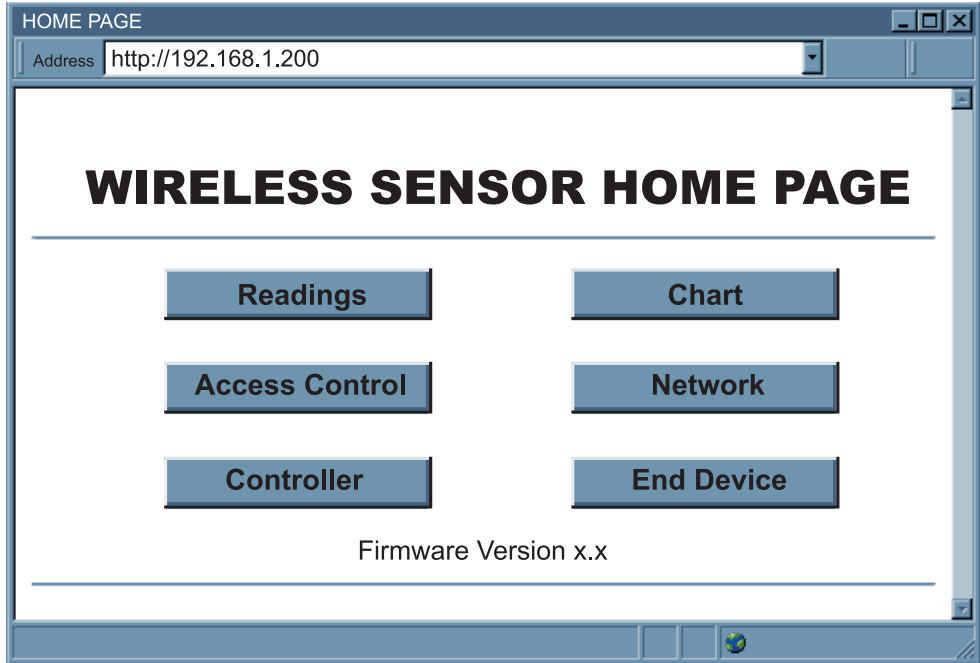 HOME PAGE
Address http://192.168.1.200
WIRELESS SENSOR HOME PAGE
Readings Chart
Access Control Network
Controller End Device
Firmware Version x.x